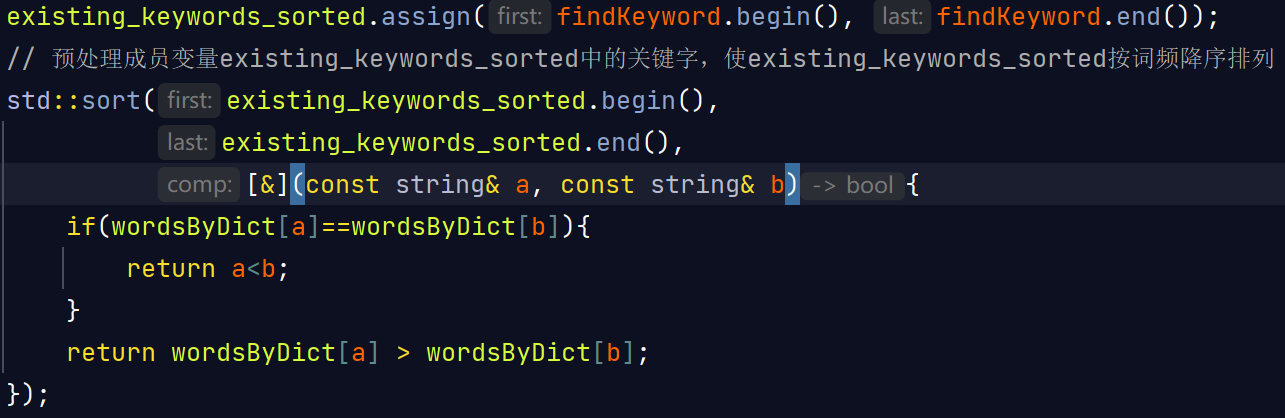 existing_keywords_sorted.assign( first: findKeyword.begin(), last: findKeyword.end());
// 预处理成员变量existing_keywords_sorted中的关键字，使existing_keywords_sorted按词频降序排列
std::sort( first: existing_keywords_sorted.begin(),
last: existing_keywords_sorted.end(),
comp: [&](const string& a, const string& b) -> bool {
if(wordsByDict[a]==wordsByDict[b]){
return a<b;
}
return wordsByDict[a] > wordsByDict[b];
});